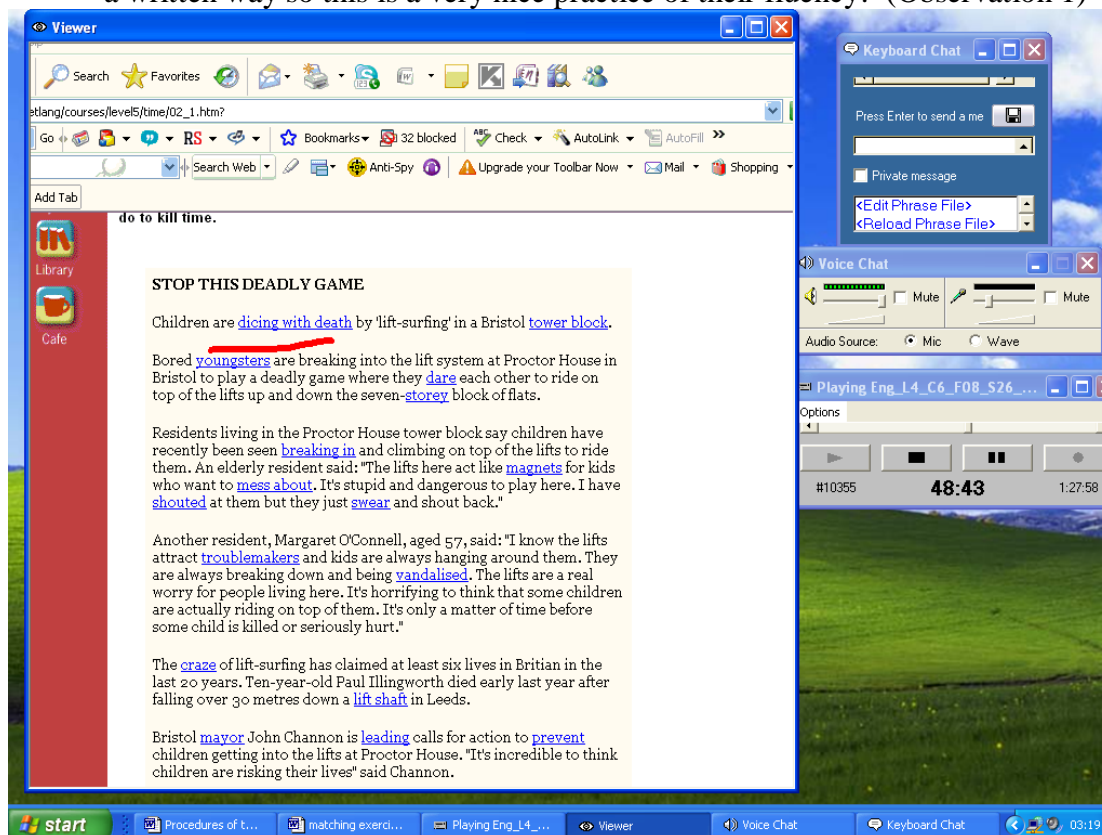 a written way so this is a very nice practice of their fluency." (Observation 1)
Viewer
Search Favorites
etlang/courses/level5/time/02_1.htm?
Go RS Bookmarks 32 blocked Check AutoLink AutoFill »
Search Web Anti-Spy Upgrade your Toolbar Now Mail Shopping
Add Tab
Library
Cafe
do to kill time.
STOP THIS DEADLY GAME
Children are dicing with death by 'lift-surfing' in a Bristol tower block.
Bored youngsters are breaking into the lift system at Proctor House in
Bristol to play a deadly game where they dare each other to ride on
top of the lifts up and down the seven-storey block of flats.
Residents living in the Proctor House tower block say children have
recently been seen breaking in and climbing on top of the lifts to ride
them. An elderly resident said: "The lifts here act like magnets for kids
who want to mess about. It's stupid and dangerous to play here. I have
shouted at them but they just swear and shout back."
Another resident, Margaret O'Connell, aged 57, said: "I know the lifts
attract troublemakers and kids are always hanging around them. They
are always breaking down and being vandalised. The lifts are a real
worry for people living here. It's horrifying to think that some children
are actually riding on top of them. It's only a matter of time before
some child is killed or seriously hurt."
The craze of lift-surfing has claimed at least six lives in Britian in the
last 20 years. Ten-year-old Paul Illingworth died early last year after
falling over 30 metres down a lift shaft in Leeds.
Bristol mayor John Channon is leading calls for action to prevent
children getting into the lifts at Proctor House. "It's incredible to think
children are risking their lives" said Channon.
Keyboard Chat
Press Enter to send a me
Private message
<Edit Phrase File>
<Reload Phrase File>
Voice Chat
Mute Mute
Audio Source: Mic Wave
Playing Eng_L4_C6_F08_S26_...
Options
#10355 48:43 1:27:58
start Procedures of t... matching exerci... Playing Eng_L4_... Viewer Voice Chat Keyboard Chat 03:19